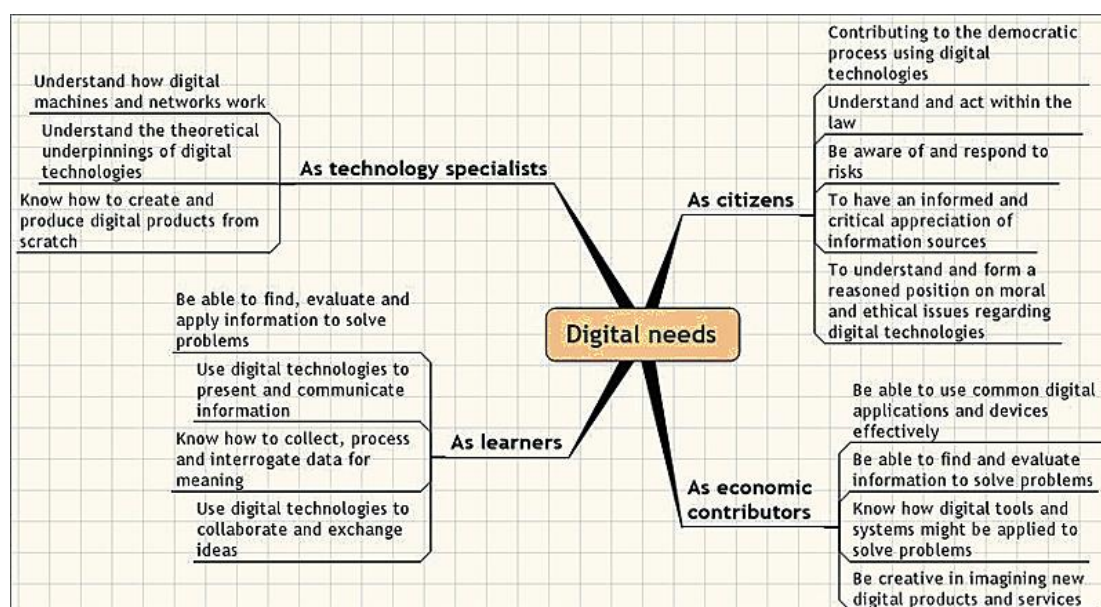 Digital needs
As technology specialists
Understand how digital
machines and networks work
Understand the theoretical
underpinnings of digital
technologies
Know how to create and
produce digital products from
scratch
As citizens
Contributing to the democratic
process using digital
technologies
Understand and act within the
law
Be aware of and respond to
risks
To have an informed and
critical appreciation of
information sources
To understand and form a
reasoned position on moral
and ethical issues regarding
digital technologies
As learners
Be able to find, evaluate and
apply information to solve
problems
Use digital technologies to
present and communicate
information
Know how to collect, process
and interrogate data for
meaning
Use digital technologies to
collaborate and exchange
ideas
As economic
contributors
Be able to use common digital
applications and devices
effectively
Be able to find and evaluate
information to solve problems
Know how digital tools and
systems might be applied to
solve problems
Be creative in imagining new
digital products and services